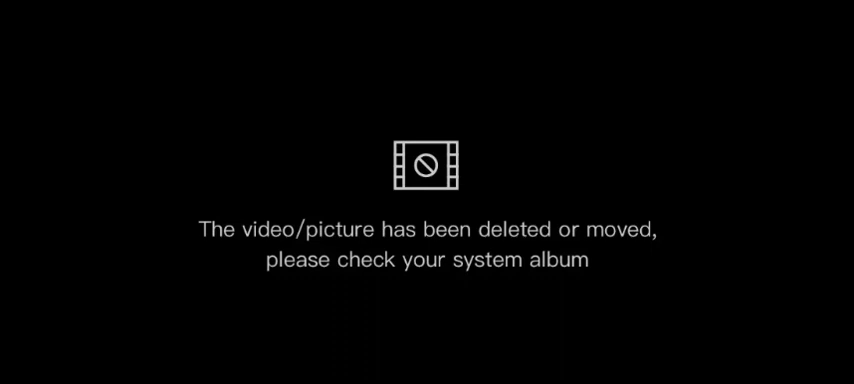 The video/picture has been deleted or moved,
please check your system album